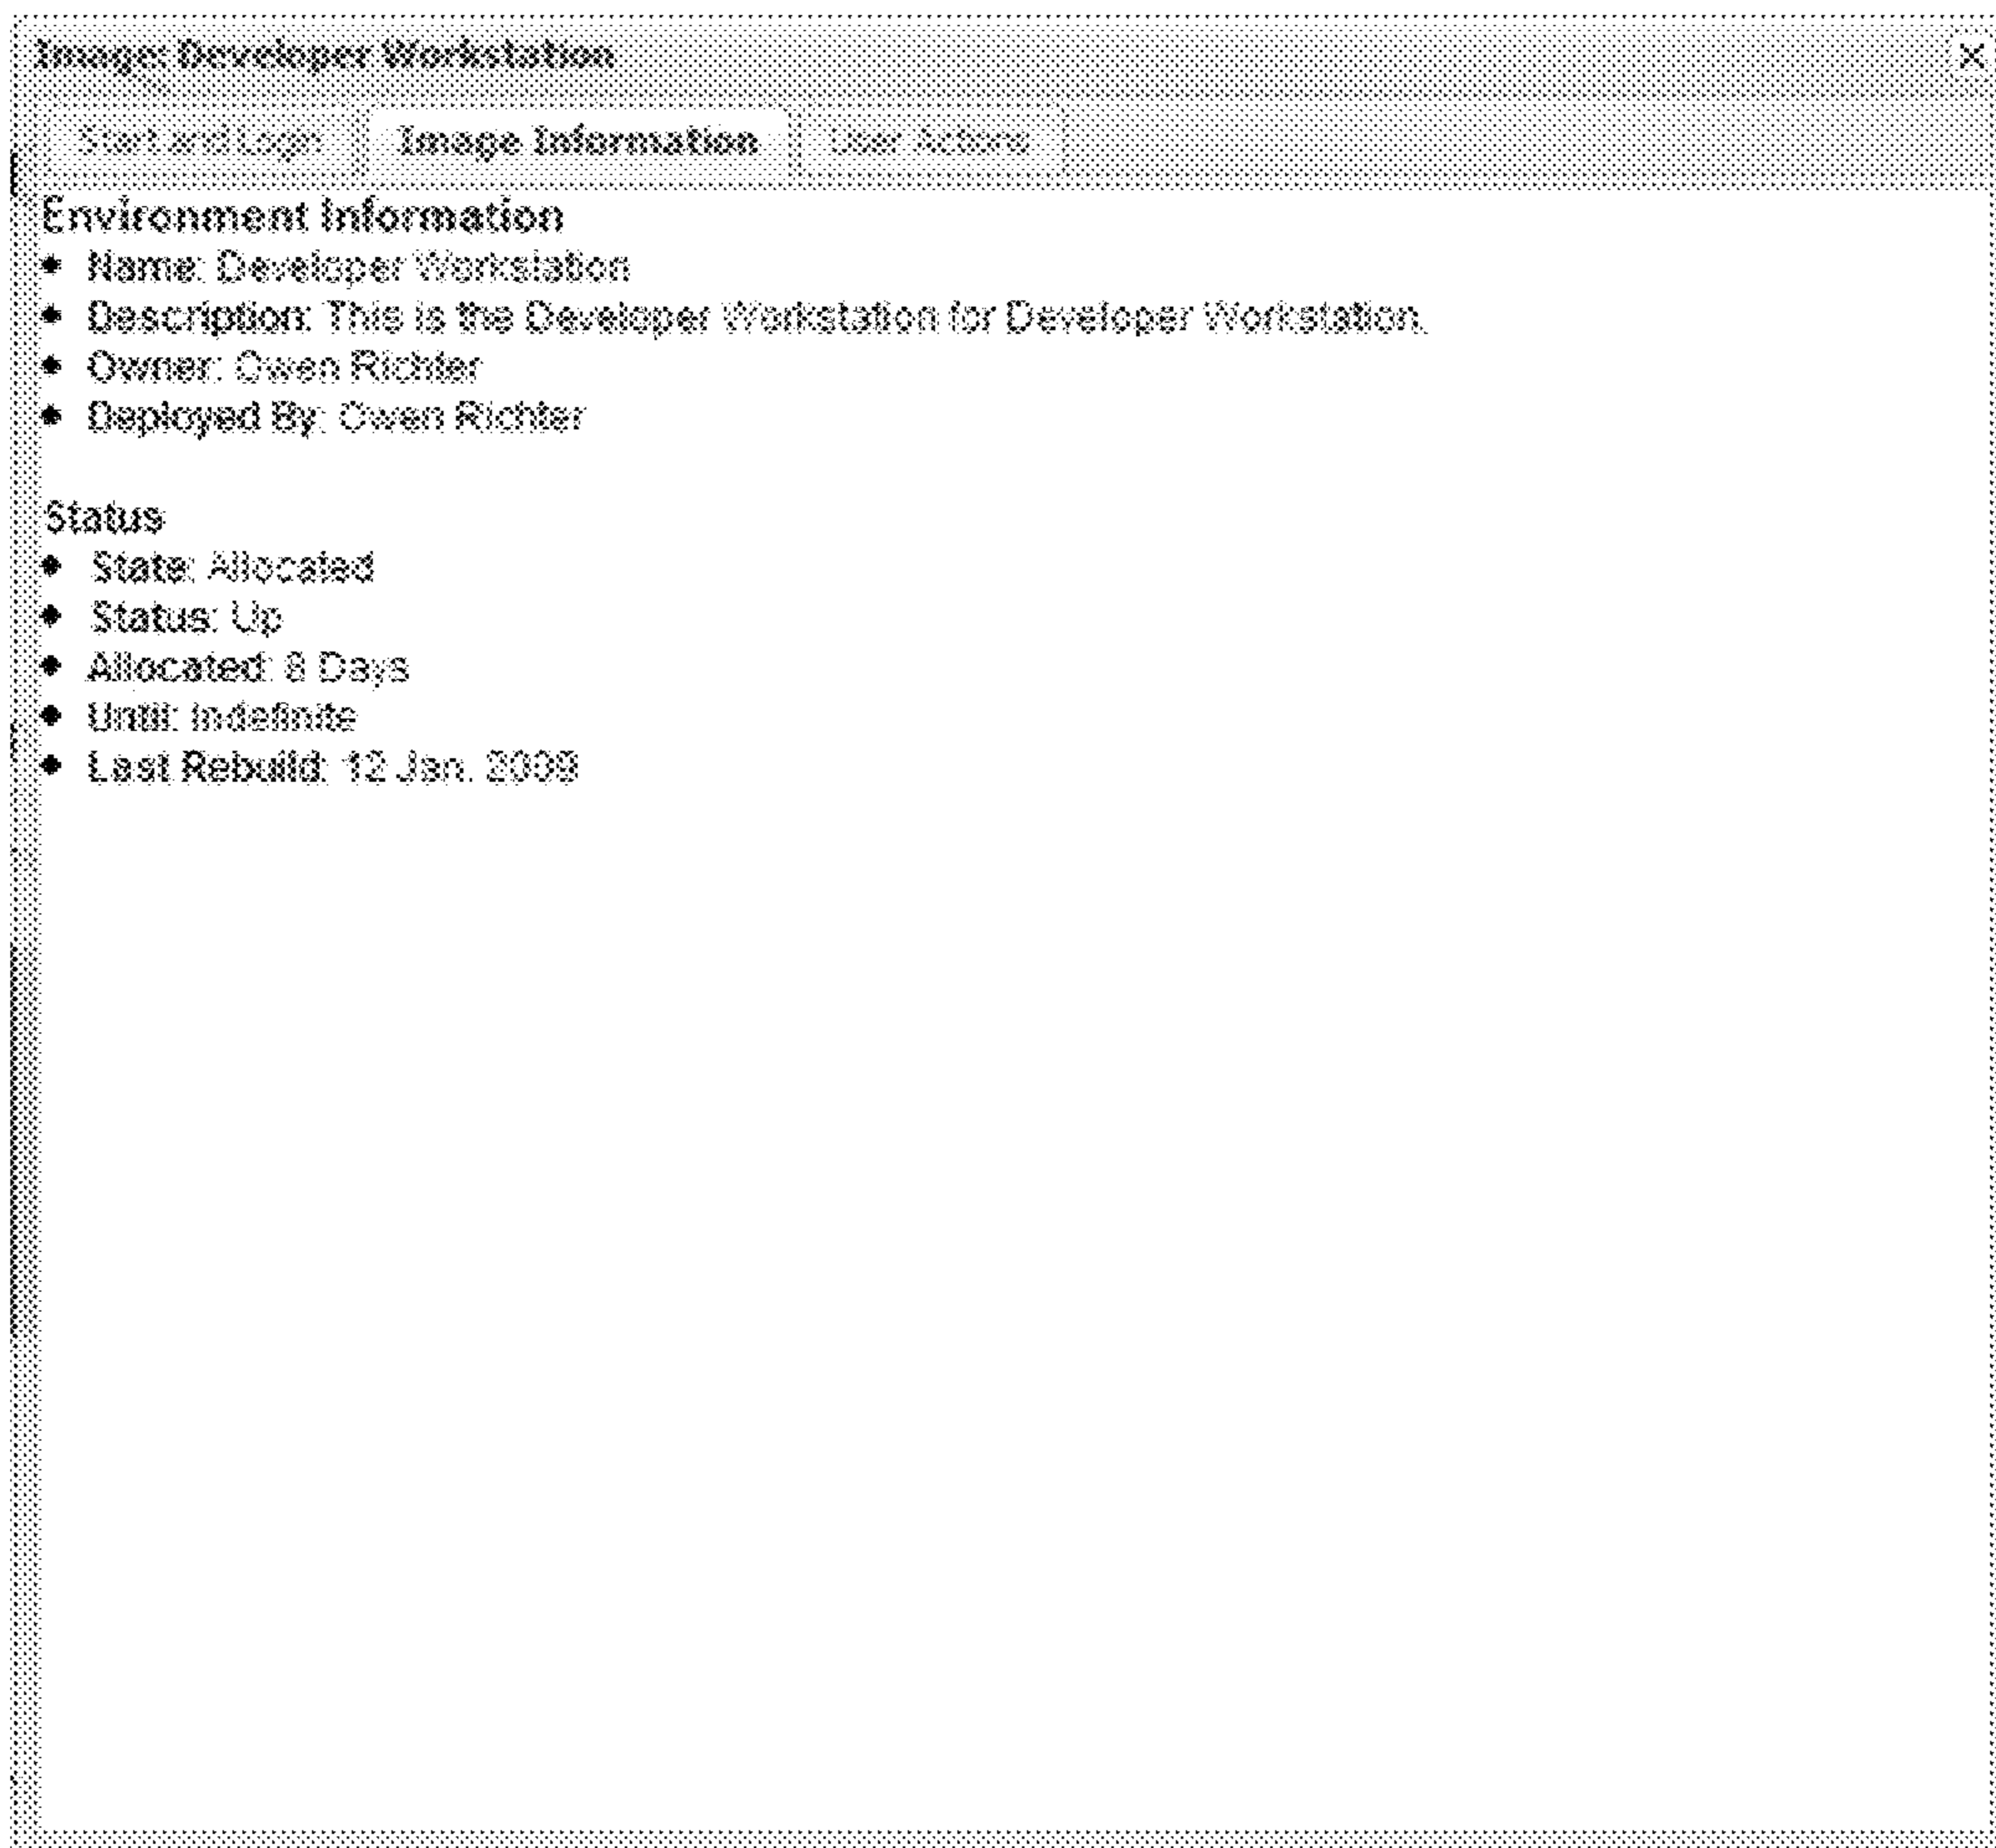 Image: Developer Workstation
Start and Login Image Information User Actions
Environment Information
Name: Developer Workstation
Description: This is the Developer Workstation for Developer Workstation.
Owner: Owen Richter
Deployed By: Owen Richter
Status
State: Allocated
Status: Up
Allocated: 8 Days
Until: Indefinite
Last Rebuild: 12 Jan. 2009